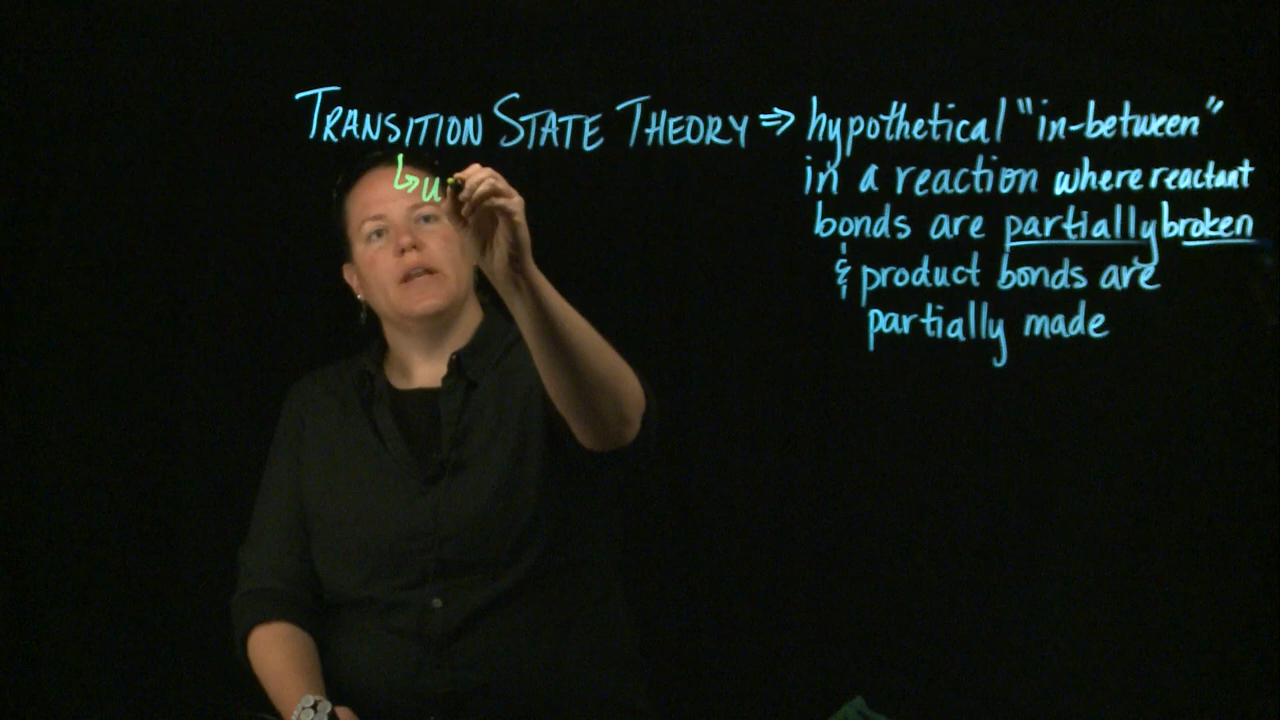 TRANSITION STATE THEORY ⇒ hypothetical "in-between"
in a reaction where reactant
bonds are partially broken
& product bonds are
partially made
↳ u